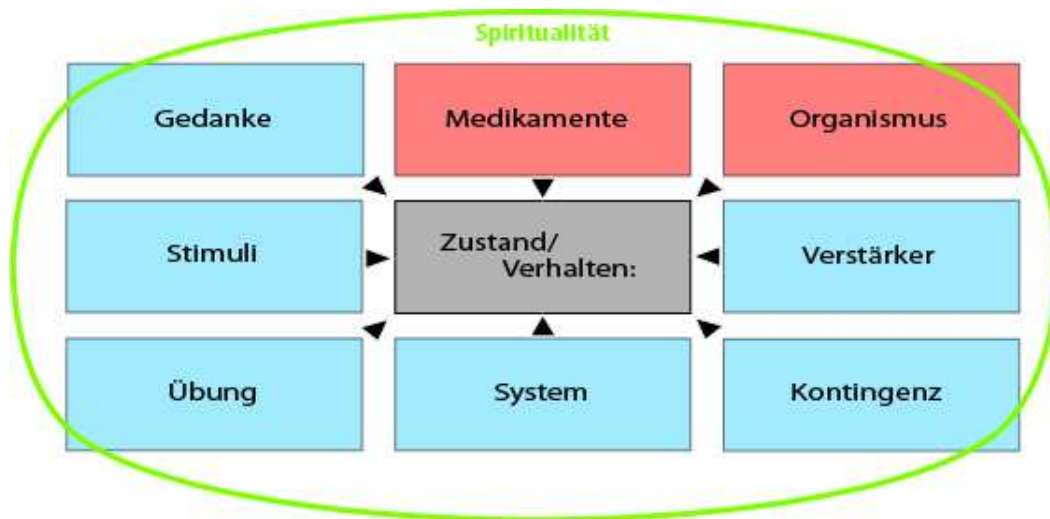 Spiritualität
Gedanke
Medikamente
Organismus
Stimuli
Zustand/
Verhalten:
Verstärker
Übung
System
Kontingenz